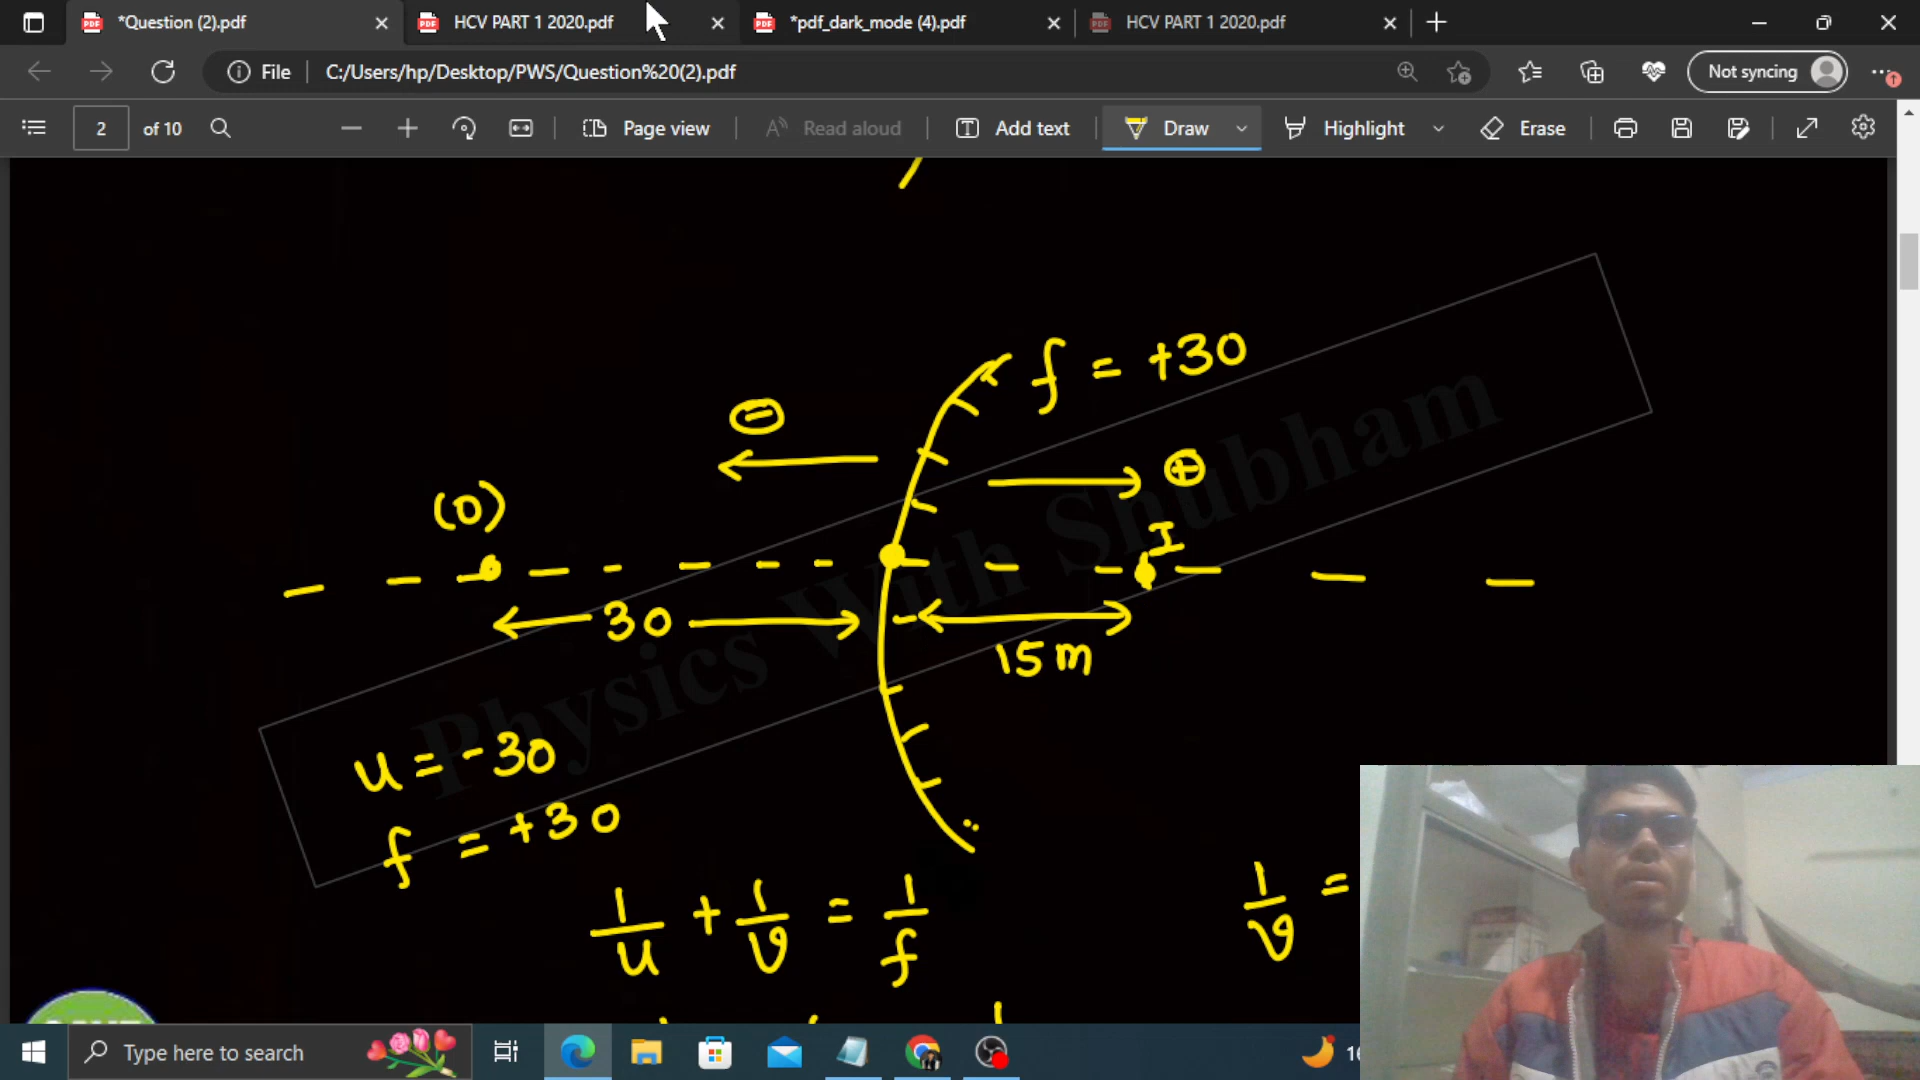 *Question (2).pdf
HCV PART 1 2020.pdf
*pdf_dark_mode (4).pdf
HCV PART 1 2020.pdf
File
C:/Users/hp/Desktop/PWS/Question%20(2).pdf
Not syncing
2 of 10
Page view
Read aloud
Add text
Draw
Highlight
Erase
f = +30
⊖
⊕
(O)
I
30
15 m
Physics With Shubham
u = -30
f = +30
1/u + 1/v = 1/f
1/v =
Type here to search